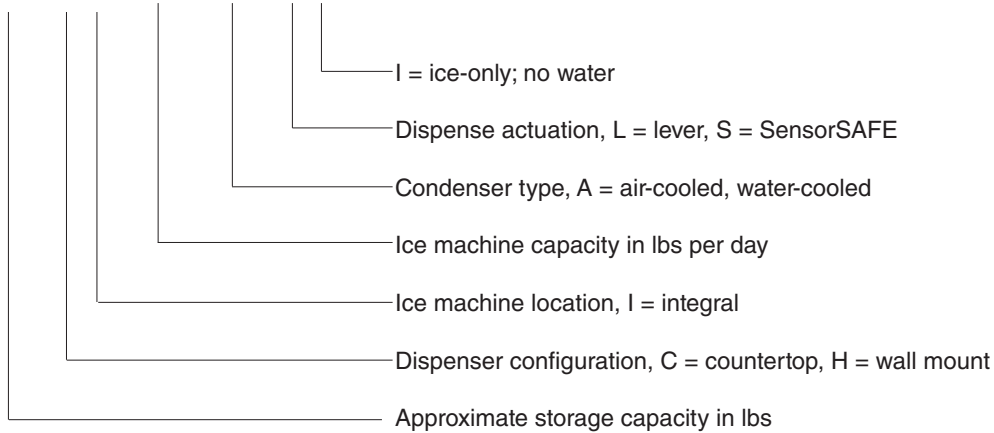 I = ice-only; no water
Dispense actuation, L = lever, S = SensorSAFE
Condenser type, A = air-cooled, water-cooled
Ice machine capacity in lbs per day
Ice machine location, I = integral
Dispenser configuration, C = countertop, H = wall mount
Approximate storage capacity in lbs